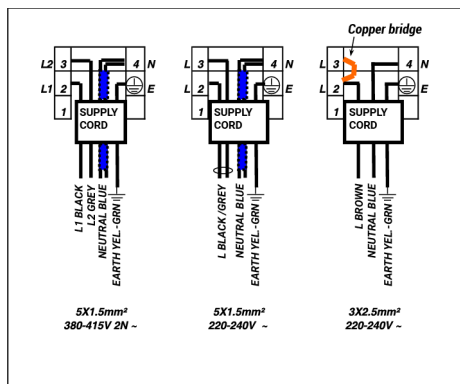 Copper bridge
L2 3 4 N
L1 2 E
1
SUPPLY
CORD
L1 BLACK
L2 GREY
NEUTRAL BLUE
EARTH YEL-GRN
5X1.5mm²
380-415V 2N ~
L 3 4 N
L 2 E
1
SUPPLY
CORD
L BLACK/GREY
NEUTRAL BLUE
EARTH YEL-GRN
5X1.5mm²
220-240V ~
L 3 4 N
L 2 E
1
SUPPLY
CORD
L BROWN
NEUTRAL BLUE
EARTH YEL-GRN
3X2.5mm²
220-240V ~